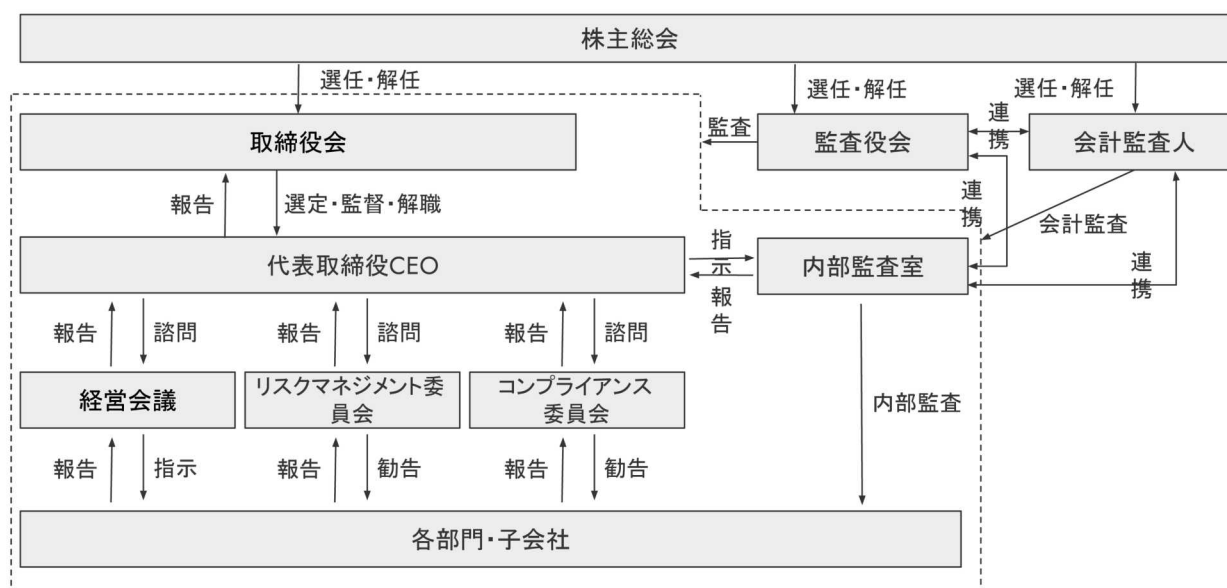 株主総会
選任・解任
選任・解任
選任・解任
取締役会
監査
監査役会
連携
会計監査人
報告
選定・監督・解職
連携
会計監査
連携
代表取締役CEO
指示
報告
内部監査室
報告
諮問
報告
諮問
報告
諮問
経営会議
リスクマネジメント委
員会
コンプライアンス
委員会
内部監査
報告
指示
報告
勧告
報告
勧告
各部門・子会社